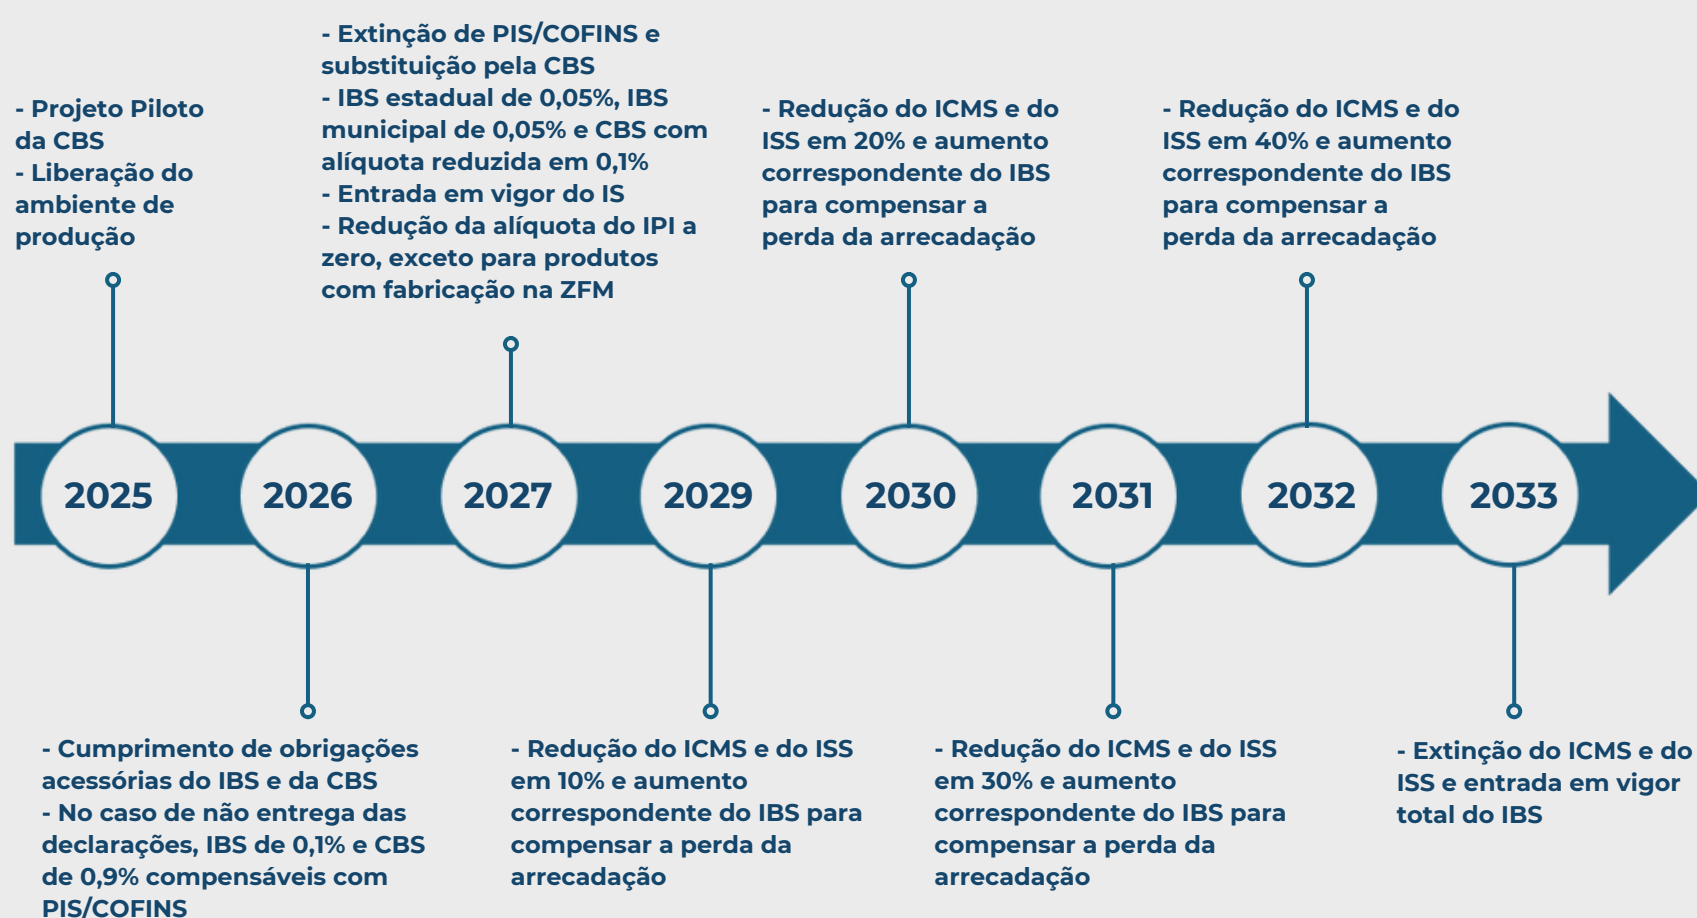 - Extinção de PIS/COFINS e
substituição pela CBS
- IBS estadual de 0,05%, IBS
municipal de 0,05% e CBS com
alíquota reduzida em 0,1%
- Entrada em vigor do IS
- Redução da alíquota do IPI a
zero, exceto para produtos
com fabricação na ZFM
- Projeto Piloto
da CBS
- Liberação do
ambiente de
produção
- Redução do ICMS e do
ISS em 20% e aumento
correspondente do IBS
para compensar a
perda da arrecadação
- Redução do ICMS e do
ISS em 40% e aumento
correspondente do IBS
para compensar a
perda da arrecadação
2025
2026
2027
2029
2030
2031
2032
2033
- Cumprimento de obrigações
acessórias do IBS e da CBS
- No caso de não entrega das
declarações, IBS de 0,1% e CBS
de 0,9% compensáveis com
PIS/COFINS
- Redução do ICMS e do ISS
em 10% e aumento
correspondente do IBS para
compensar a perda da
arrecadação
- Redução do ICMS e do ISS
em 30% e aumento
correspondente do IBS para
compensar a perda da
arrecadação
- Extinção do ICMS e do
ISS e entrada em vigor
total do IBS